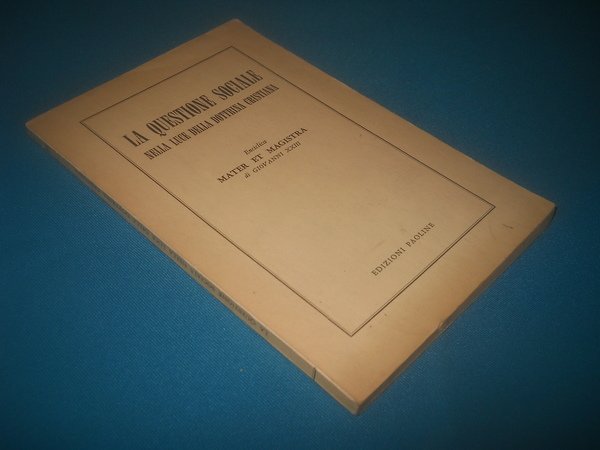 LA QUESTIONE SOCIALE
NELLA LUCE DELLA DOTTRINA CRISTIANA
Enciclica
MATER ET MAGISTRA
di GIOVANNI XXIII
EDIZIONI PAOLINE